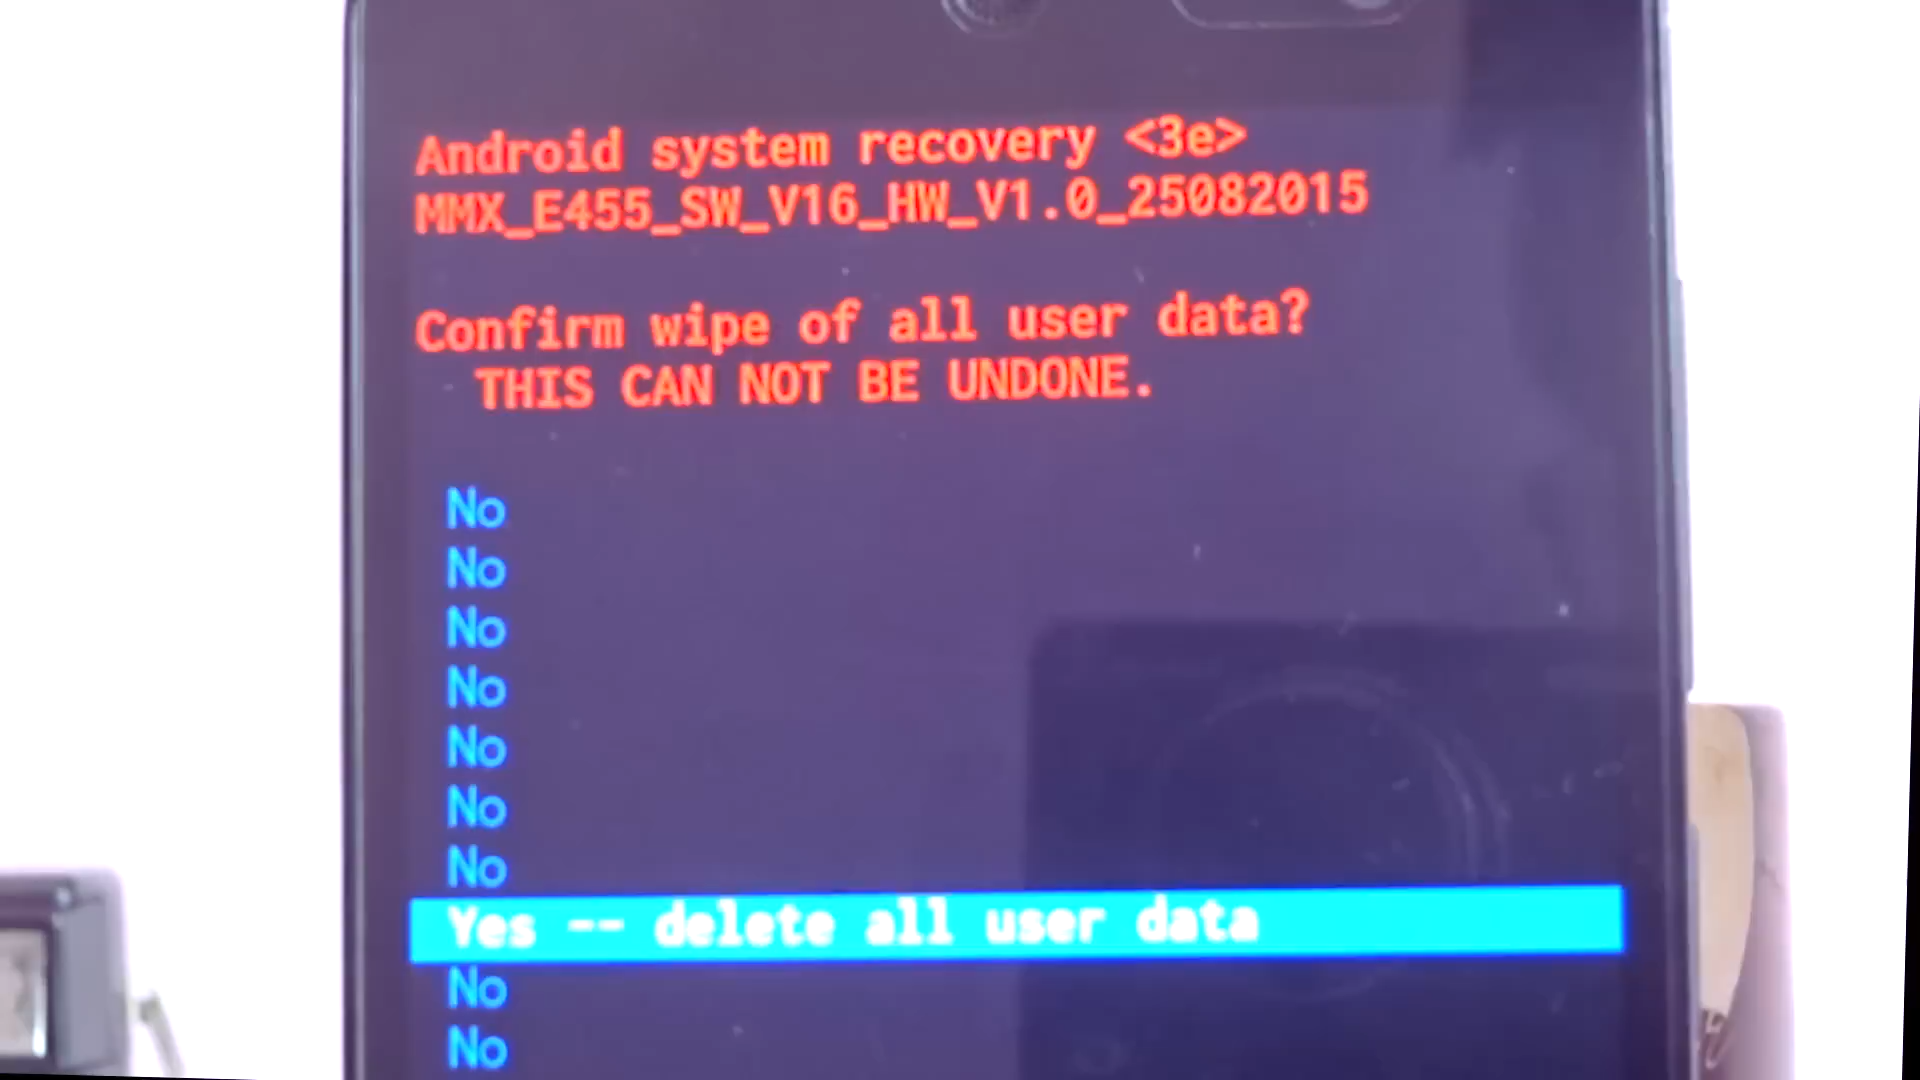 Android system recovery <3e>
MMX_E455_SW_V16_HW_V1.0_25082015
Confirm wipe of all user data?
THIS CAN NOT BE UNDONE.
No
No
No
No
No
No
No
Yes -- delete all user data
No
No